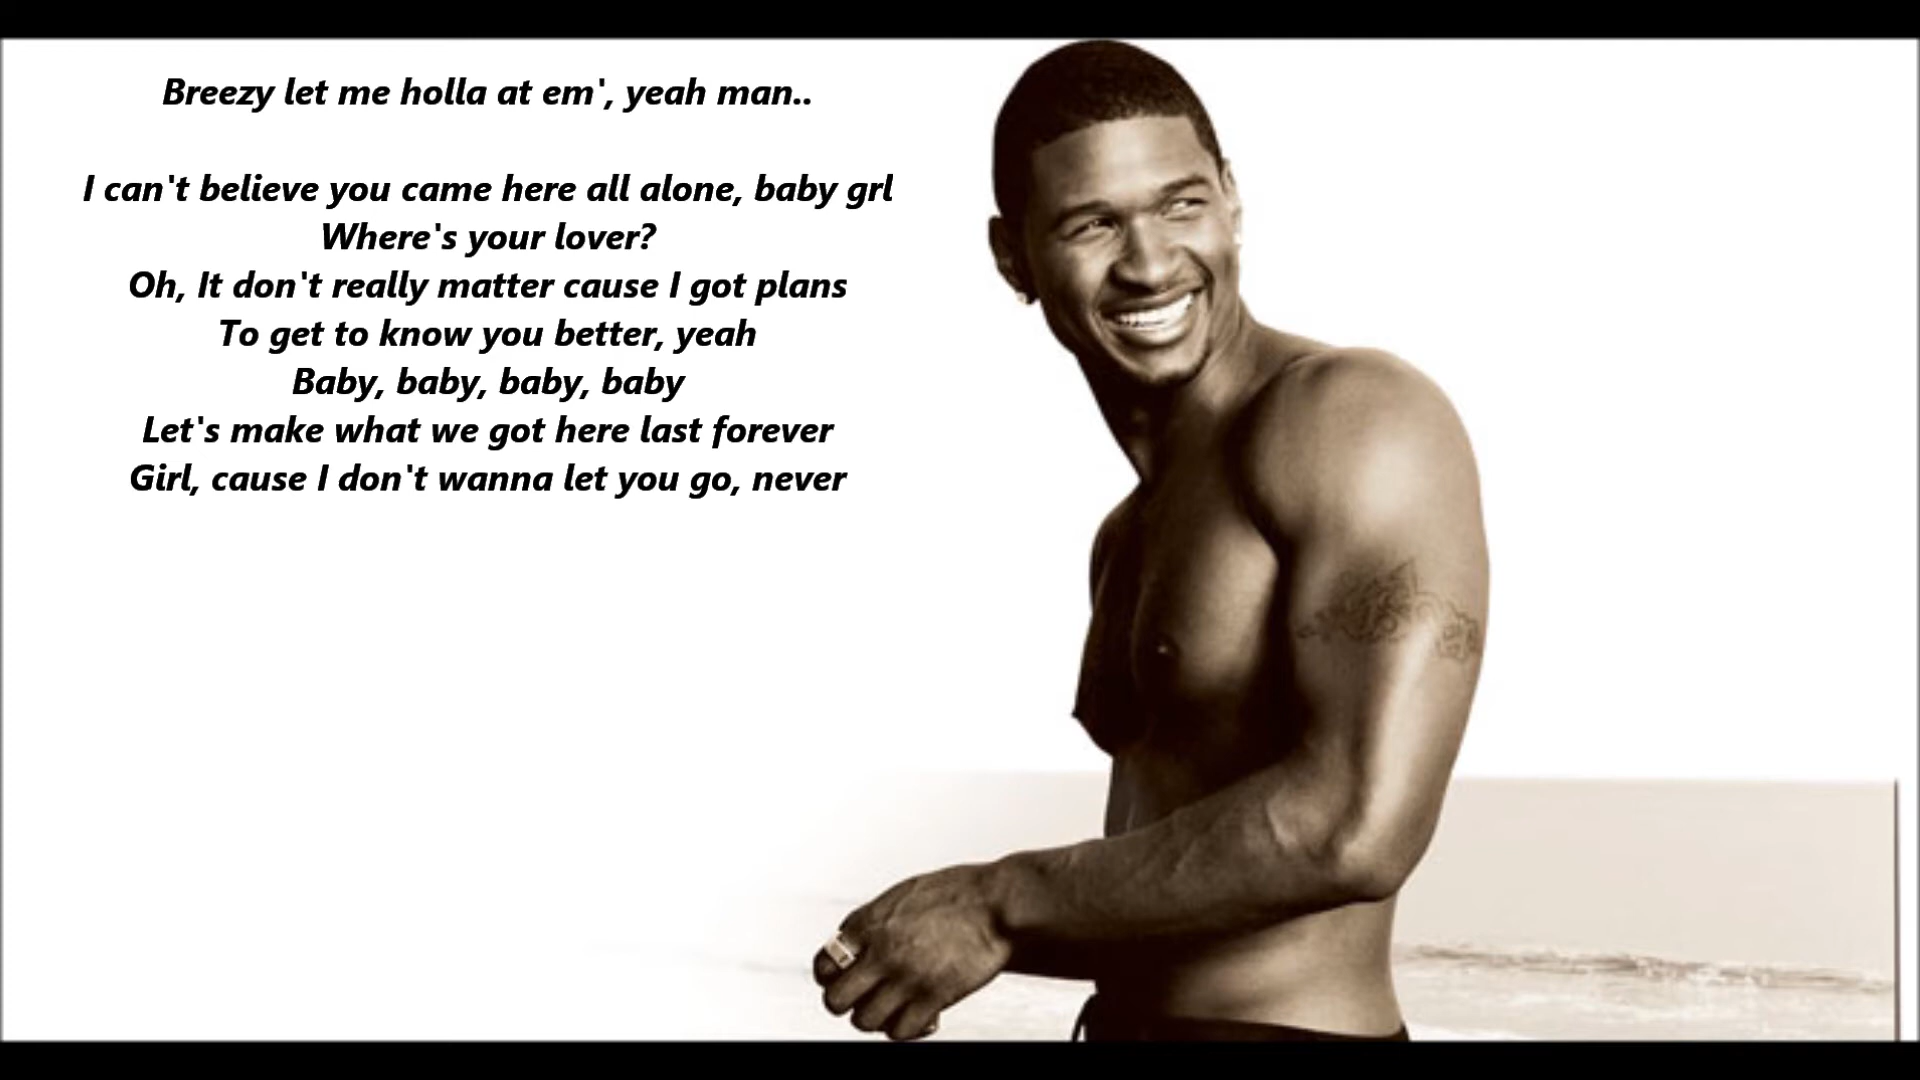 Breezy let me holla at em', yeah man..
I can't believe you came here all alone, baby grl
Where's your lover?
Oh, It don't really matter cause I got plans
To get to know you better, yeah
Baby, baby, baby, baby
Let's make what we got here last forever
Girl, cause I don't wanna let you go, never